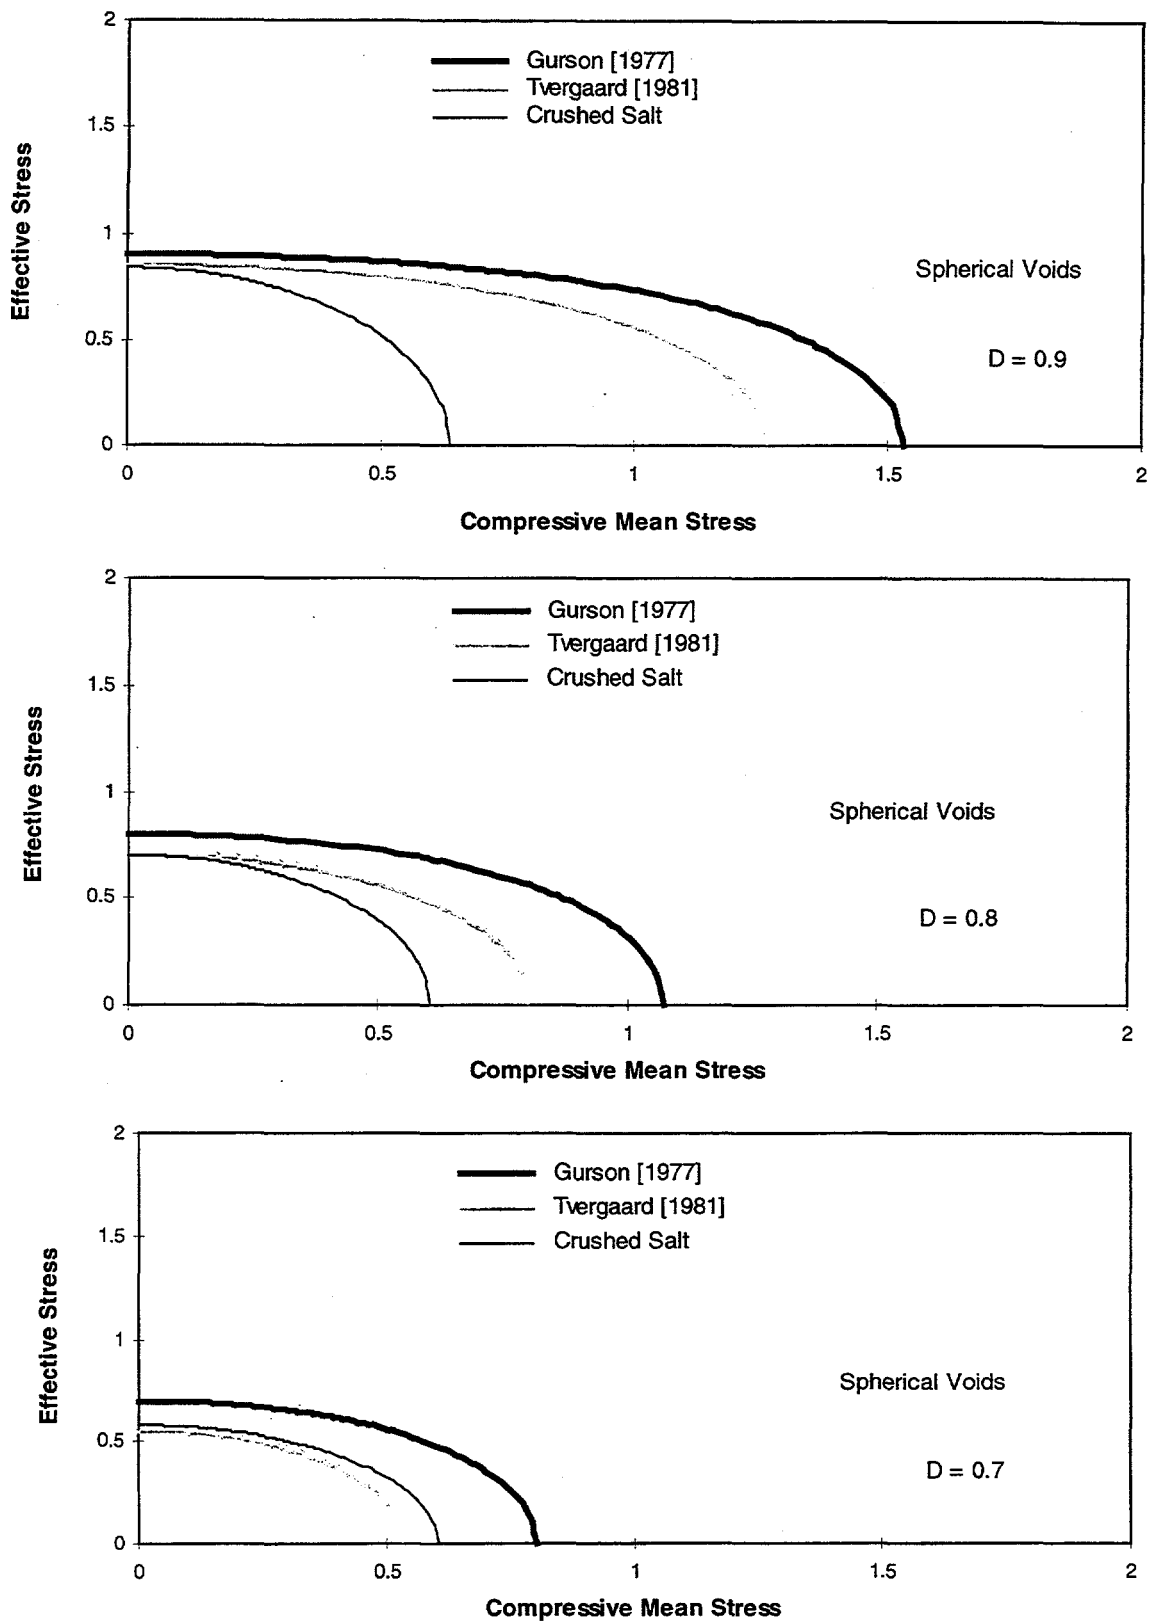 2
Gurson [1977]
Tvergaard [1981]
Crushed Salt
1.5
1
0.5
0
Effective Stress
Spherical Voids
D = 0.9
0 0.5 1 1.5 2
Compressive Mean Stress
2
Gurson [1977]
Tvergaard [1981]
Crushed Salt
1.5
1
0.5
0
Effective Stress
Spherical Voids
D = 0.8
0 0.5 1 1.5 2
Compressive Mean Stress
2
Gurson [1977]
Tvergaard [1981]
Crushed Salt
1.5
1
0.5
0
Effective Stress
Spherical Voids
D = 0.7
0 0.5 1 1.5 2
Compressive Mean Stress